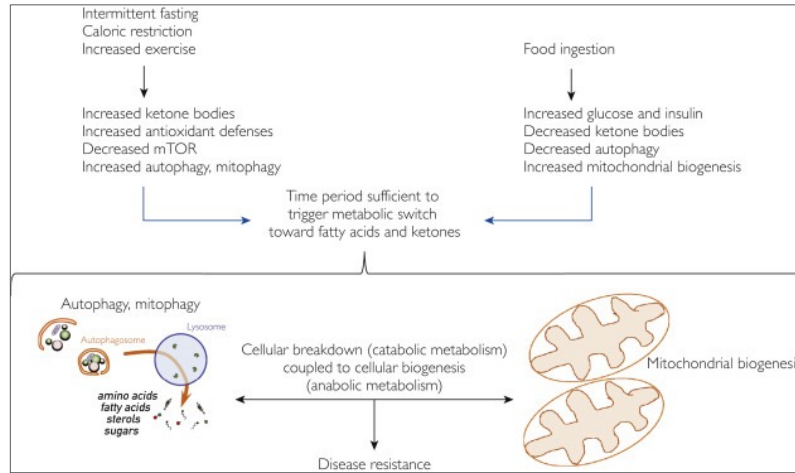 Intermittent fasting
Caloric restriction
Increased exercise
Food ingestion
Increased ketone bodies
Increased antioxidant defenses
Decreased mTOR
Increased autophagy, mitophagy
Increased glucose and insulin
Decreased ketone bodies
Decreased autophagy
Increased mitochondrial biogenesis
Time period sufficient to
trigger metabolic switch
toward fatty acids and ketones
Autophagy, mitophagy
Lysosome
Autophagosome
amino acids
fatty acids
sterols
sugars
Cellular breakdown (catabolic metabolism)
coupled to cellular biogenesis
(anabolic metabolism)
Mitochondrial biogenesis
Disease resistance